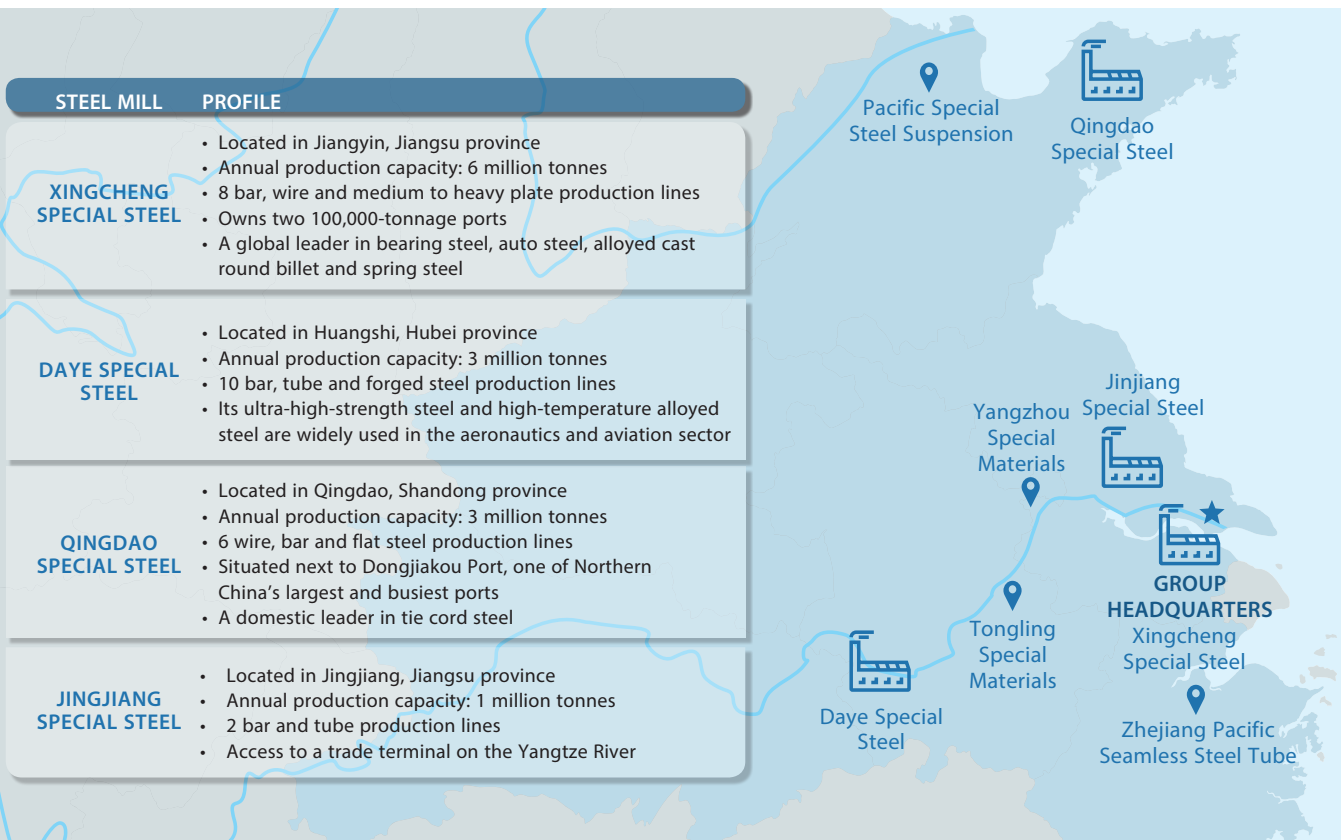 STEEL MILL PROFILE
XINGCHENG
SPECIAL STEEL
• Located in Jiangyin, Jiangsu province
• Annual production capacity: 6 million tonnes
• 8 bar, wire and medium to heavy plate production lines
• Owns two 100,000-tonnage ports
• A global leader in bearing steel, auto steel, alloyed cast
round billet and spring steel
DAYE SPECIAL
STEEL
• Located in Huangshi, Hubei province
• Annual production capacity: 3 million tonnes
• 10 bar, tube and forged steel production lines
• Its ultra-high-strength steel and high-temperature alloyed
steel are widely used in the aeronautics and aviation sector
QINGDAO
SPECIAL STEEL
• Located in Qingdao, Shandong province
• Annual production capacity: 3 million tonnes
• 6 wire, bar and flat steel production lines
• Situated next to Dongjiakou Port, one of Northern
China's largest and busiest ports
• A domestic leader in tie cord steel
JINGJIANG
SPECIAL STEEL
• Located in Jingjiang, Jiangsu province
• Annual production capacity: 1 million tonnes
• 2 bar and tube production lines
• Access to a trade terminal on the Yangtze River
Pacific Special
Steel Suspension
Qingdao
Special Steel
Jinjiang
Special Steel
Yangzhou
Special
Materials
GROUP
HEADQUARTERS
Xingcheng
Special Steel
Tongling
Special
Materials
Daye Special
Steel
Zhejiang Pacific
Seamless Steel Tube